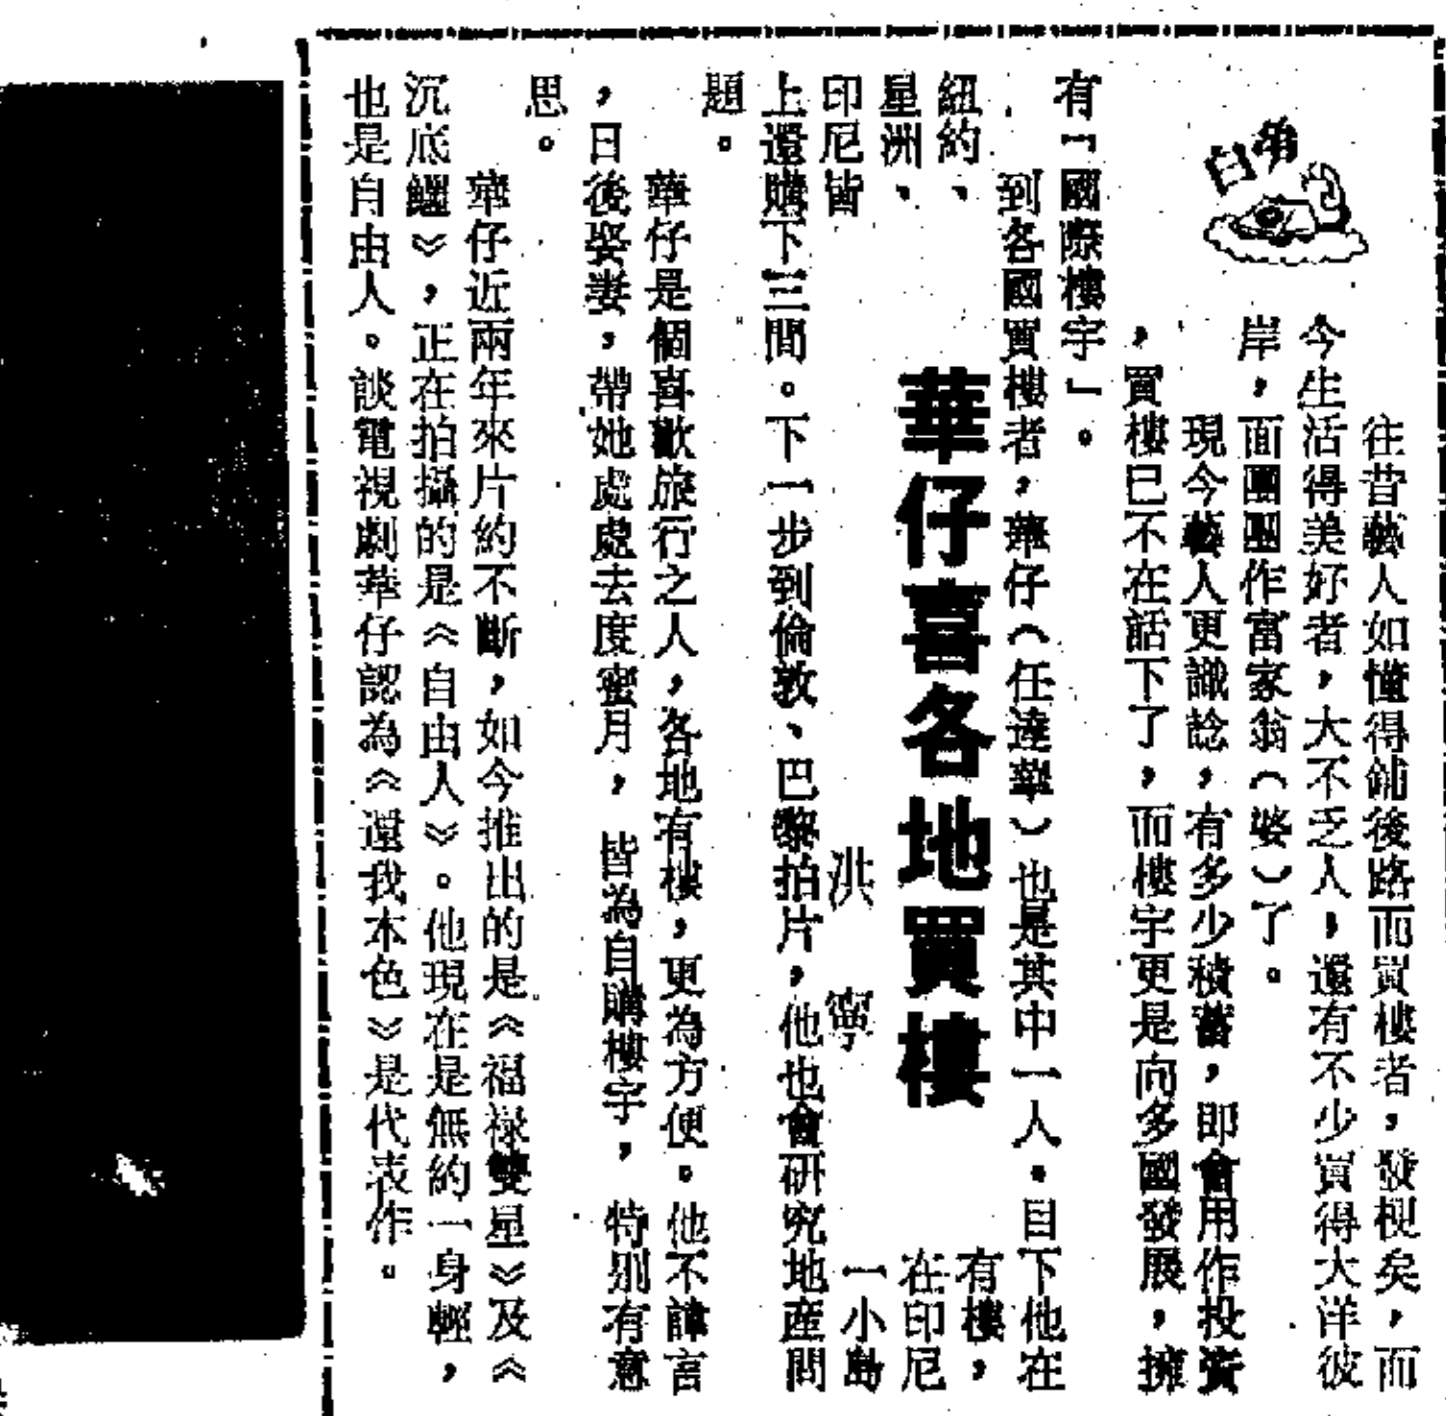 華仔喜各地買樓
洪寧
往昔藝人如懂得鋪後路而買樓者，發梗矣，而
今生活得美好者，大不乏人，還有不少買得大洋彼
岸，面團團作富家翁（婆）了。
現今藝人更識諗，有多少積蓄，即會用作投資
，買樓已不在話下了，而樓宇更是向多國發展，擁
有「國際樓宇」。
到各國買樓者，華仔（任達華）也是其中一人。目下他在
紐約、
星洲、
印尼皆
有樓，
在印尼
一小島
上還購下三間。下一步到倫敦、巴黎拍片，他也會研究地產問
題。
華仔是個喜歡旅行之人，各地有樓，更為方便。他不諱言
，日後娶妻，帶她處處去度蜜月，皆為自購樓宇，特別有意
思。
華仔近兩年來片約不斷，如今推出的是《福祿雙星》及《
沉底鱷》，正在拍攝的是《自由人》。他現在是無約一身輕，
也是自由人。談電視劇華仔認為《還我本色》是代表作。